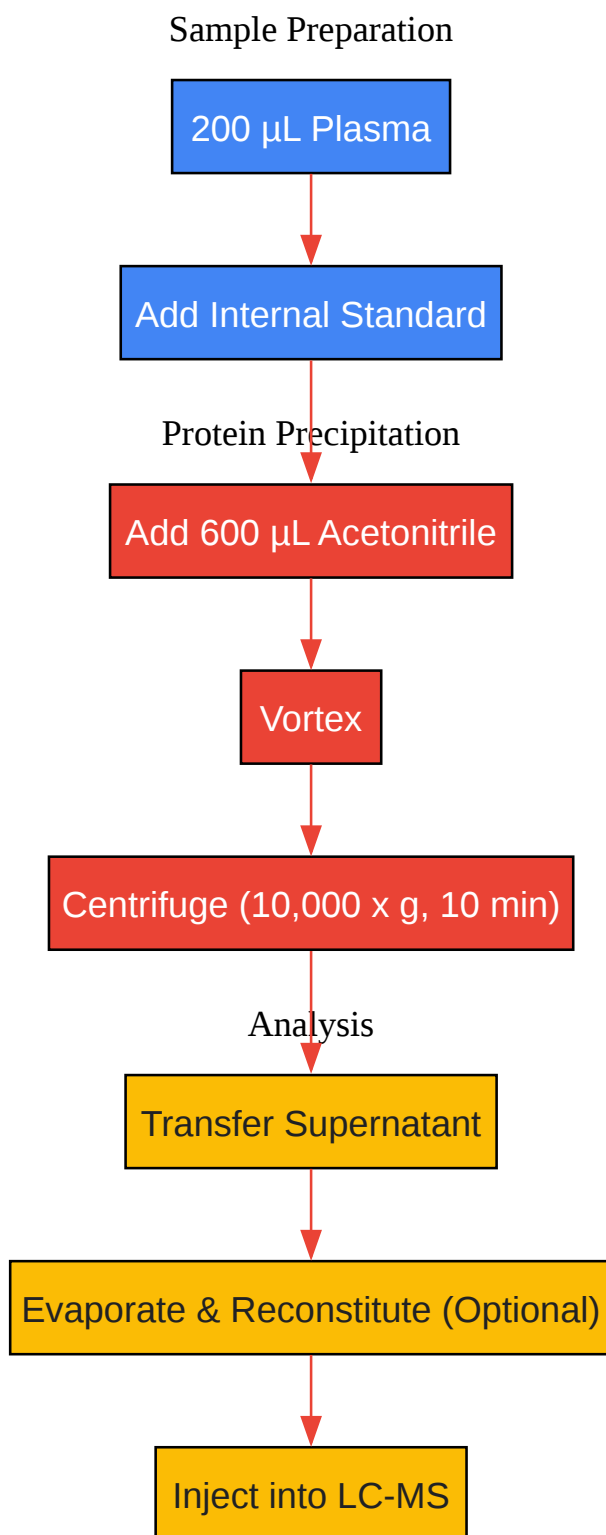 Sample Preparation
200 µL Plasma
Add Internal Standard
Protein Precipitation
Add 600 µL Acetonitrile
Vortex
Centrifuge (10,000 x g, 10 min)
Analysis
Transfer Supernatant
Evaporate & Reconstitute (Optional)
Inject into LC-MS